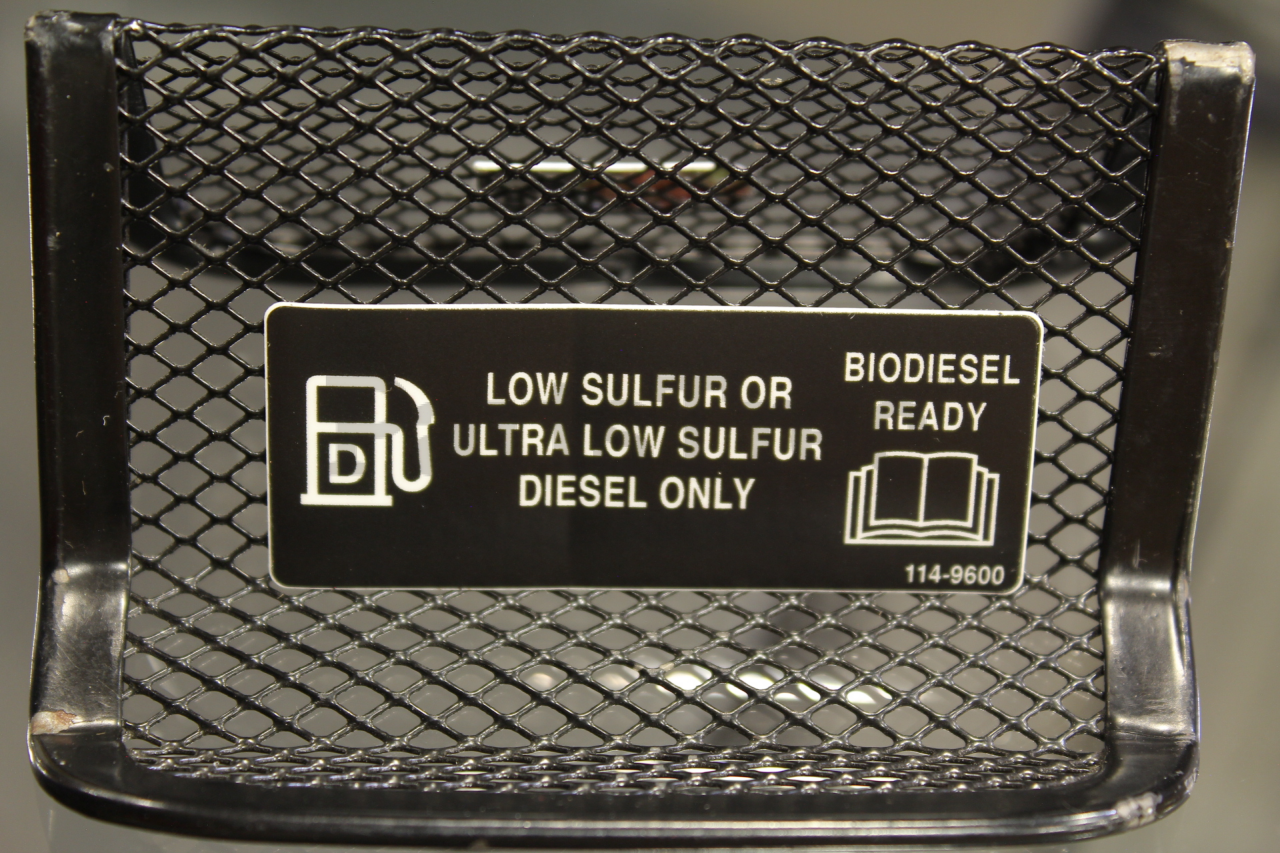 LOW SULFUR OR
ULTRA LOW SULFUR
DIESEL ONLY
D
BIODIESEL
READY
114-9600